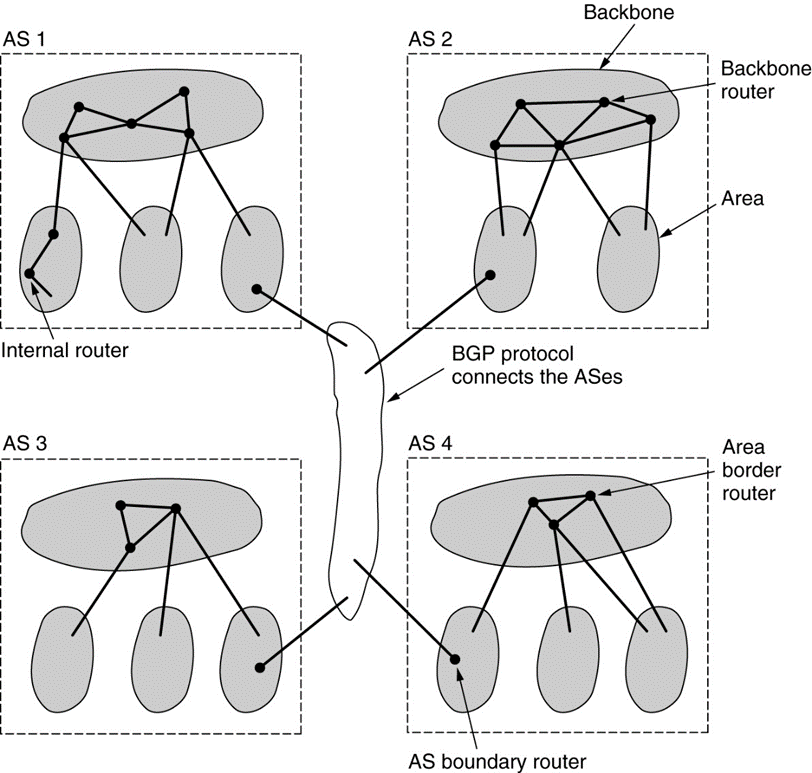 Backbone
AS 1
AS 2
Backbone
router
Area
Internal router
BGP protocol
connects the ASes
AS 3
AS 4
Area
border
router
AS boundary router